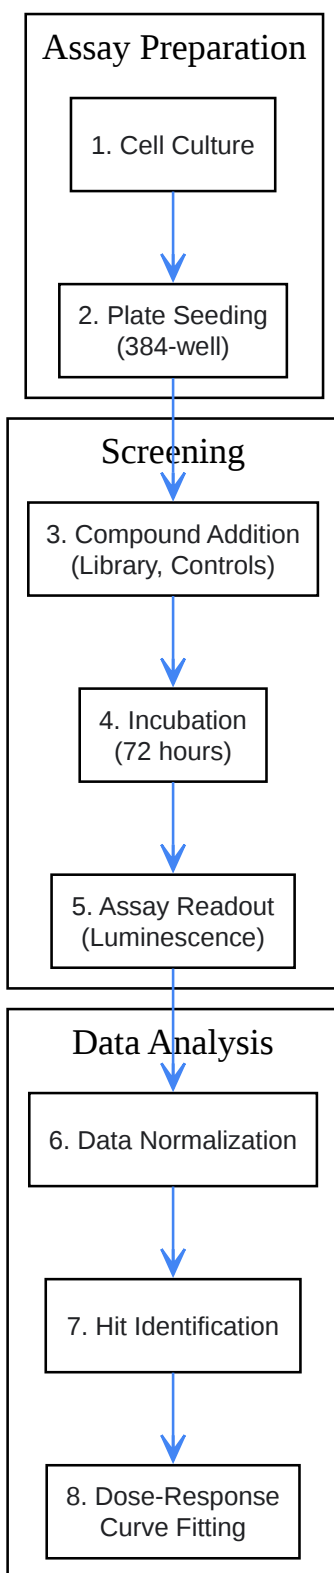 Assay Preparation
1. Cell Culture
2. Plate Seeding
(384-well)
Screening
3. Compound Addition
(Library, Controls)
4. Incubation
(72 hours)
5. Assay Readout
(Luminescence)
Data Analysis
6. Data Normalization
7. Hit Identification
8. Dose-Response
Curve Fitting